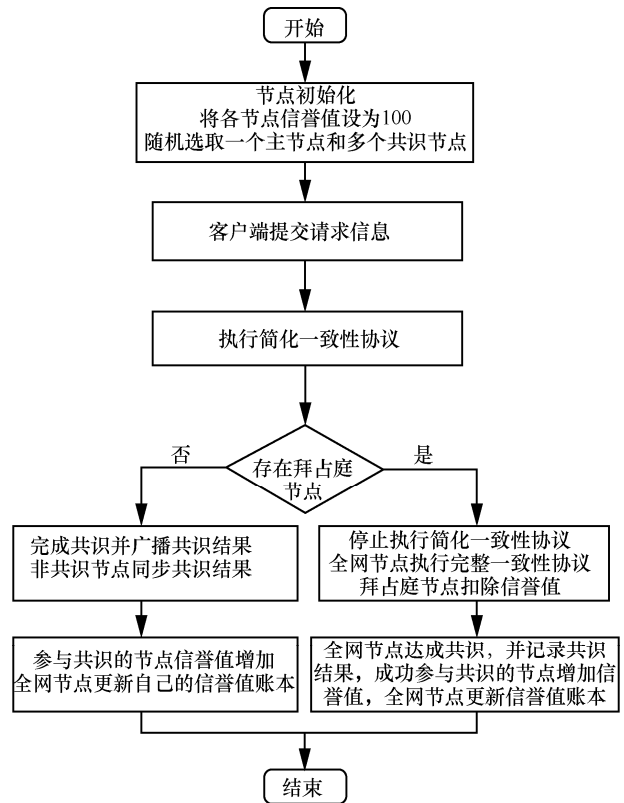 开始
节点初始化
将各节点信誉值设为100
随机选取一个主节点和多个共识节点
客户端提交请求信息
执行简化一致性协议
存在拜占庭
节点
否
是
完成共识并广播共识结果
非共识节点同步共识结果
停止执行简化一致性协议
全网节点执行完整一致性协议
拜占庭节点扣除信誉值
参与共识的节点信誉值增加
全网节点更新自己的信誉值账本
全网节点达成共识，并记录共识
结果，成功参与共识的节点增加信
誉值，全网节点更新信誉值账本
结束